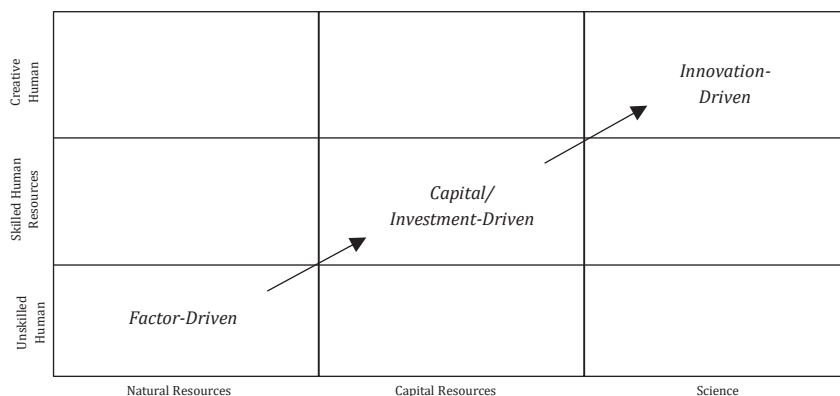 Creative
Human
Innovation-
Driven
Skilled Human
Resources
Capital/
Investment-Driven
Unskilled
Human
Factor-Driven
Natural Resources
Capital Resources
Science